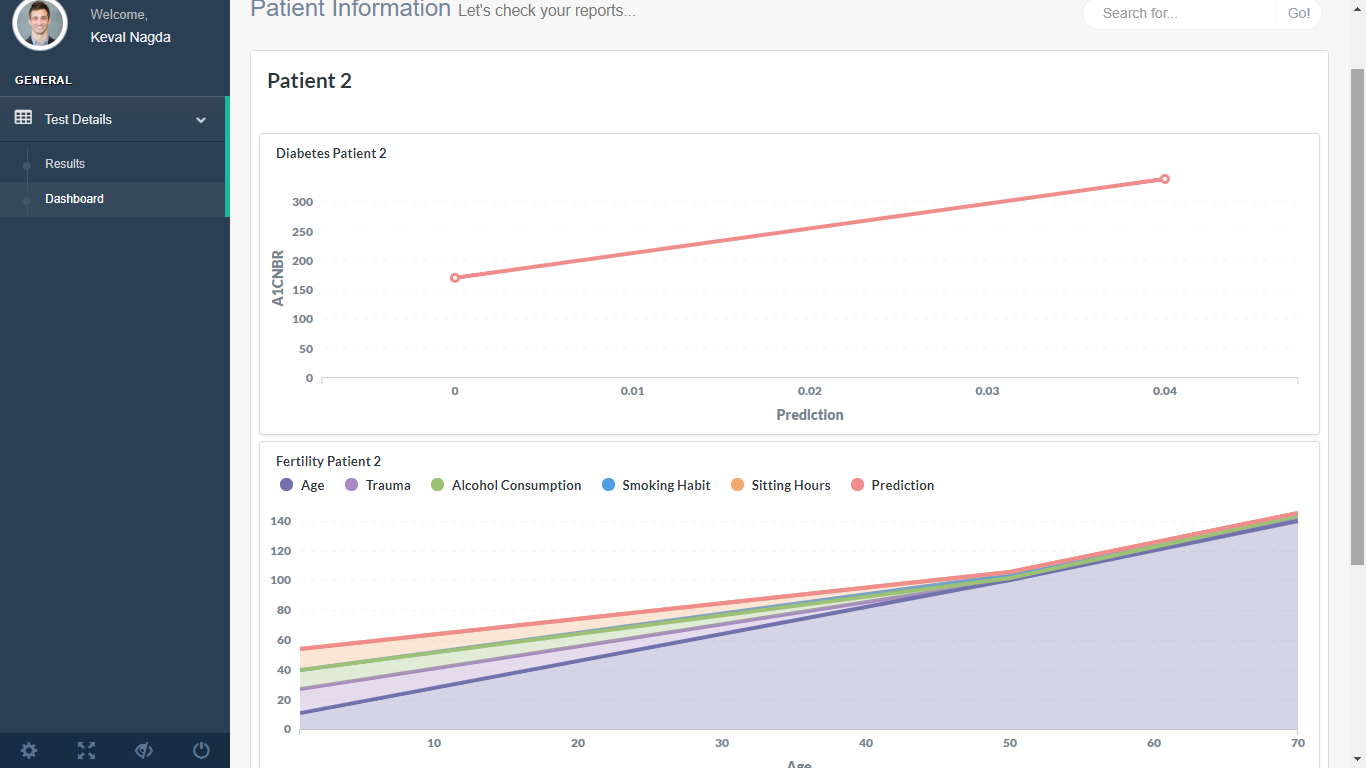 Welcome,
Keval Nagda
GENERAL
Test Details
Results
Dashboard
Patient Information Let's check your reports...
Search for... Go!
Patient 2
Diabetes Patient 2
300
250
200
150
100
50
0
A1CNBR
0 0.01 0.02 0.03 0.04
Prediction
Fertility Patient 2
Age Trauma Alcohol Consumption Smoking Habit Sitting Hours Prediction
140
120
100
80
60
40
20
0
10 20 30 40 50 60 70
Age